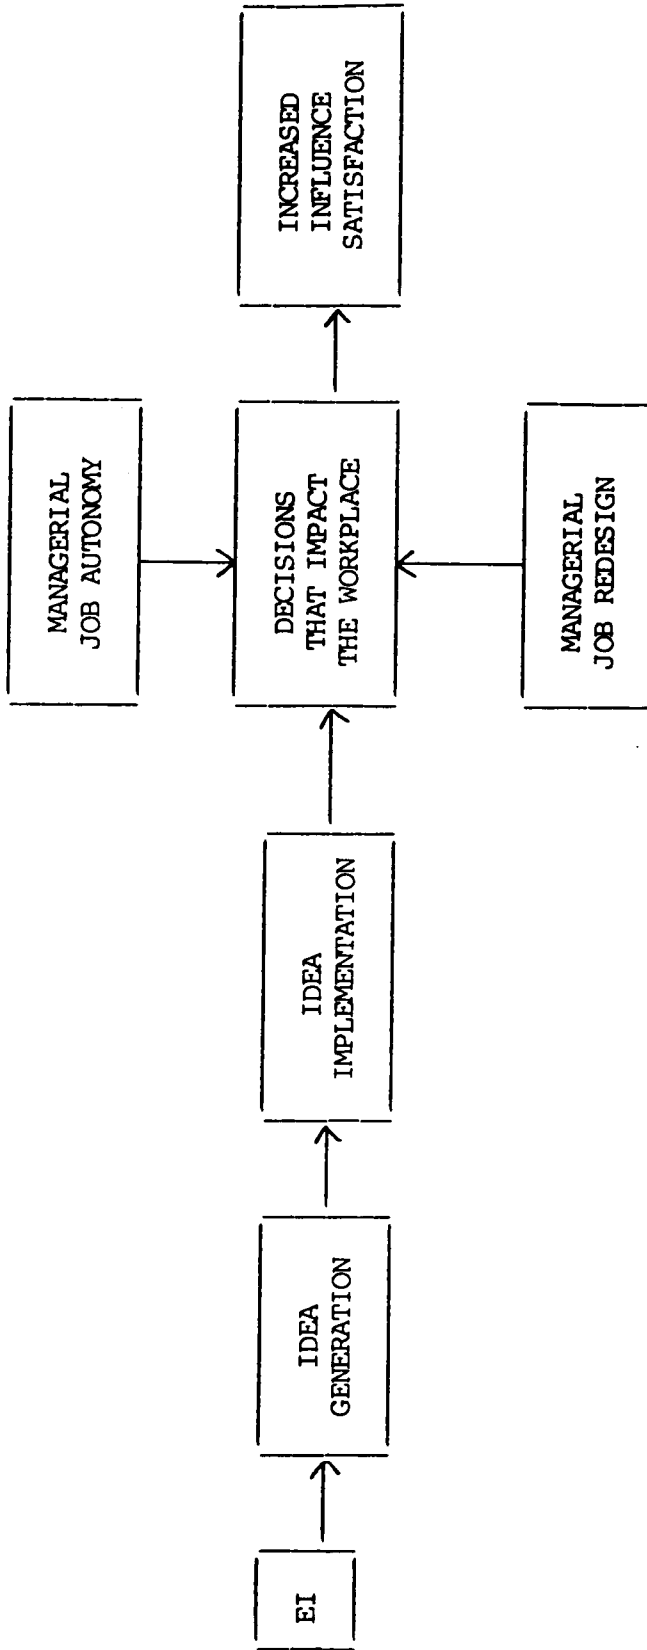 EI
IDEA
GENERATION
IDEA
IMPLEMENTATION
MANAGERIAL
JOB AUTONOMY
DECISIONS
THAT IMPACT
THE WORKPLACE
MANAGERIAL
JOB REDESIGN
INCREASED
INFLUENCE
SATISFACTION